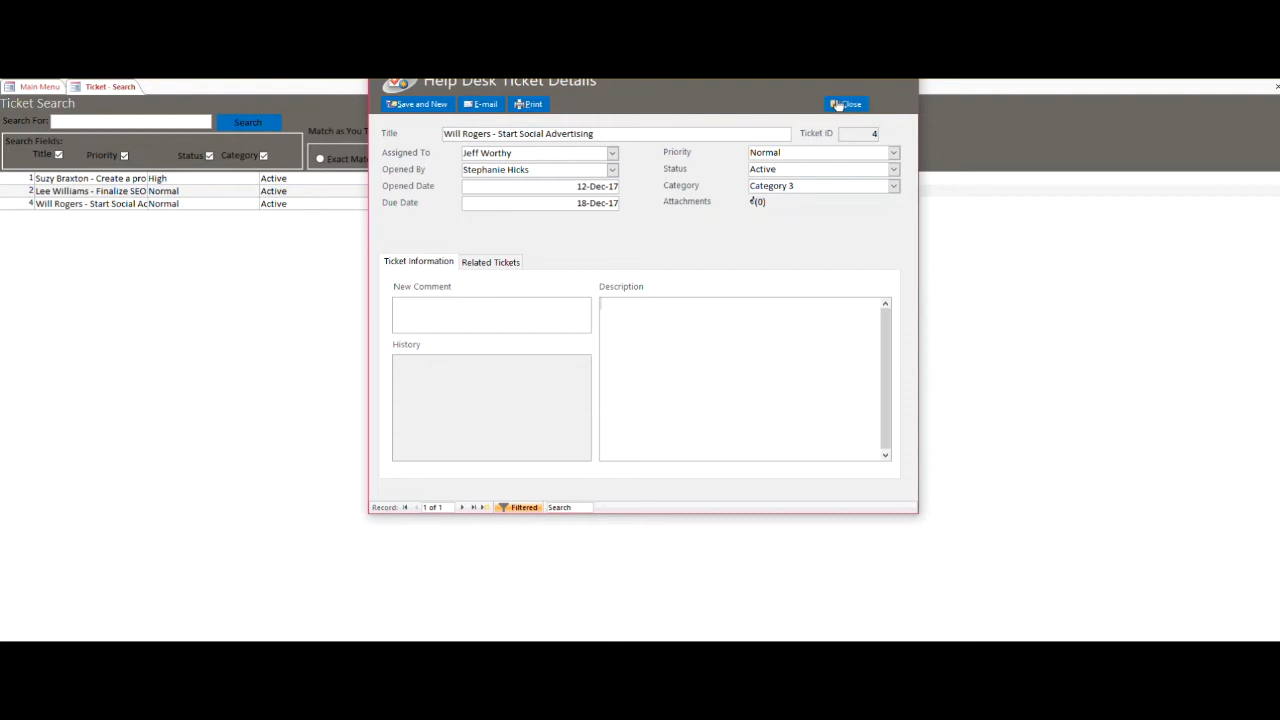 Main Menu Ticket - Search
Ticket Search
Search For: Search
Match as You T
Search Fields:
Title Priority Status Category
Exact Mat
1 Suzy Braxton - Create a pro High Active
2 Lee Williams - Finalize SEO Normal Active
4 Will Rogers - Start Social Ac Normal Active
Help Desk Ticket Details
Save and New E-mail Print Close
Title Will Rogers - Start Social Advertising Ticket ID 4
Assigned To Jeff Worthy Priority Normal
Opened By Stephanie Hicks Status Active
Opened Date 12-Dec-17 Category Category 3
Due Date 18-Dec-17 Attachments (0)
Ticket Information Related Tickets
New Comment Description
History
Record: 1 of 1 Filtered Search